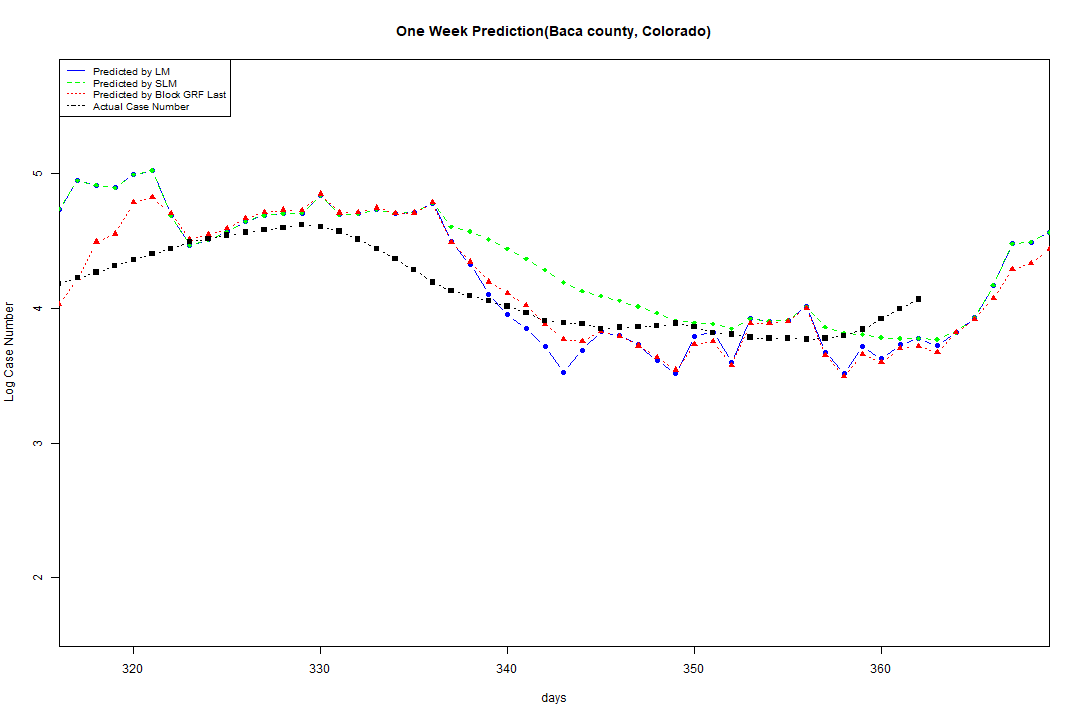 One Week Prediction(Baca county, Colorado)
Predicted by LM
Predicted by SLM
Predicted by Block GRF Last
Actual Case Number
5
4
3
2
Log Case Number
320 330 340 350 360
days